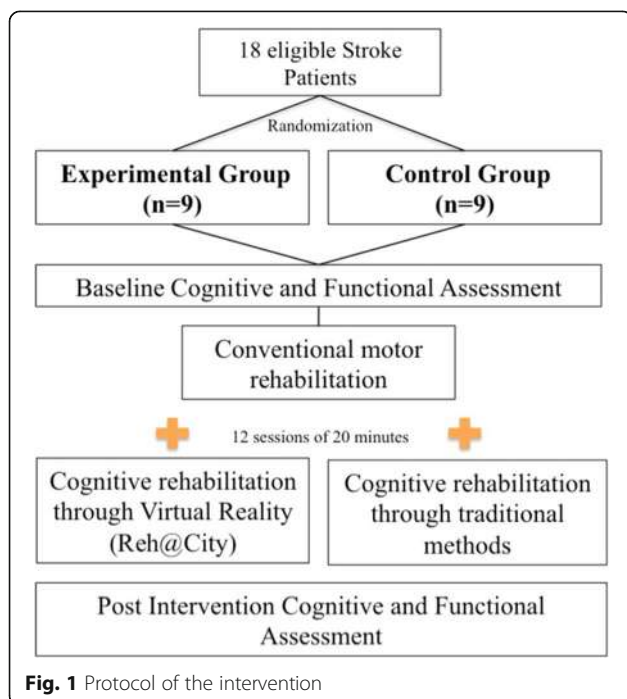 18 eligible Stroke
Patients
Randomization
Experimental Group
(n=9)
Control Group
(n=9)
Baseline Cognitive and Functional Assessment
Conventional motor
rehabilitation
12 sessions of 20 minutes
Cognitive rehabilitation
through Virtual Reality
(Reh@City)
Cognitive rehabilitation
through traditional
methods
Post Intervention Cognitive and Functional
Assessment
Fig. 1 Protocol of the intervention